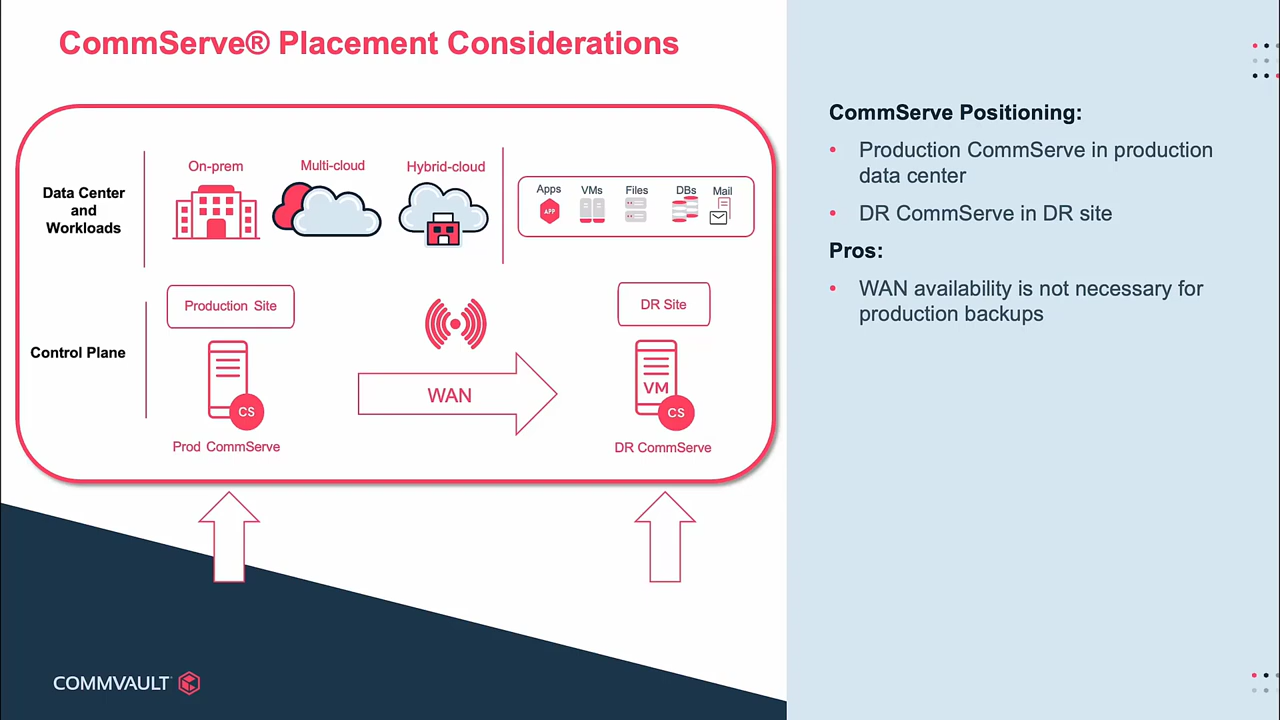 CommServe® Placement Considerations
Data Center
and
Workloads
On-prem
Multi-cloud
Hybrid-cloud
Apps
VMs
Files
DBs
Mail
APP
Control Plane
Production Site
DR Site
WAN
VM
CS
CS
Prod CommServe
DR CommServe
COMMVAULT
CommServe Positioning:
• Production CommServe in production
data center
• DR CommServe in DR site
Pros:
• WAN availability is not necessary for
production backups